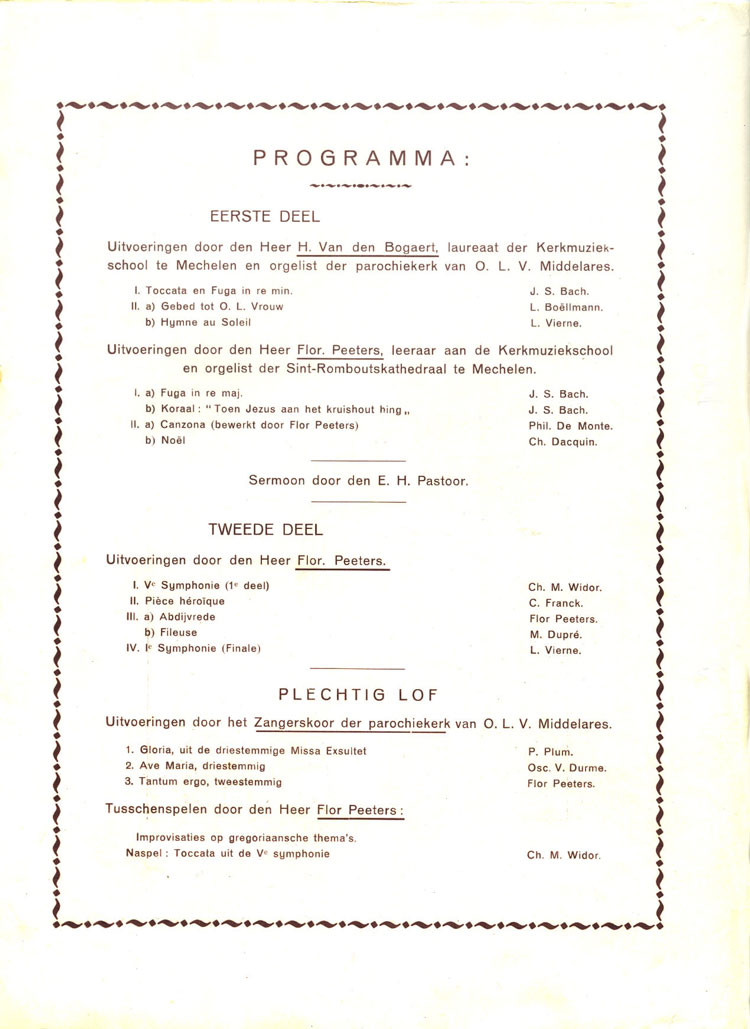 PROGRAMMA:
EERSTE DEEL
Uitvoeringen door den Heer H. Van den Bogaert, laureaat der Kerkmuziek-
school te Mechelen en orgelist der parochiekerk van O. L. V. Middelares.
I. Toccata en Fuga in re min. J. S. Bach.
II. a) Gebed tot O. L. Vrouw L. Boëllmann.
b) Hymne au Soleil L. Vierne.
Uitvoeringen door den Heer Flor. Peeters, leeraar aan de Kerkmuziekschool
en orgelist der Sint-Romboutskathedraal te Mechelen.
I. a) Fuga in re maj. J. S. Bach.
b) Koraal : "Toen Jezus aan het kruishout hing„ J. S. Bach.
II. a) Canzona (bewerkt door Flor Peeters) Phil. De Monte.
b) Noël Ch. Dacquin.
Sermoon door den E. H. Pastoor.
TWEEDE DEEL
Uitvoeringen door den Heer Flor. Peeters.
I. Vᵉ Symphonie (1ᵉ deel) Ch. M. Widor.
II. Pièce héroïque C. Franck.
III. a) Abdijvrede Flor Peeters.
b) Fileuse M. Dupré.
IV. Iᵉ Symphonie (Finale) L. Vierne.
PLECHTIG LOF
Uitvoeringen door het Zangerskoor der parochiekerk van O. L. V. Middelares.
1. Gloria, uit de driestemmige Missa Exsultet P. Plum.
2. Ave Maria, driestemmig Osc. V. Durme.
3. Tantum ergo, tweestemmig Flor Peeters.
Tusschenspelen door den Heer Flor Peeters :
Improvisaties op gregoriaansche thema's.
Naspel : Toccata uit de Vᵉ symphonie Ch. M. Widor.